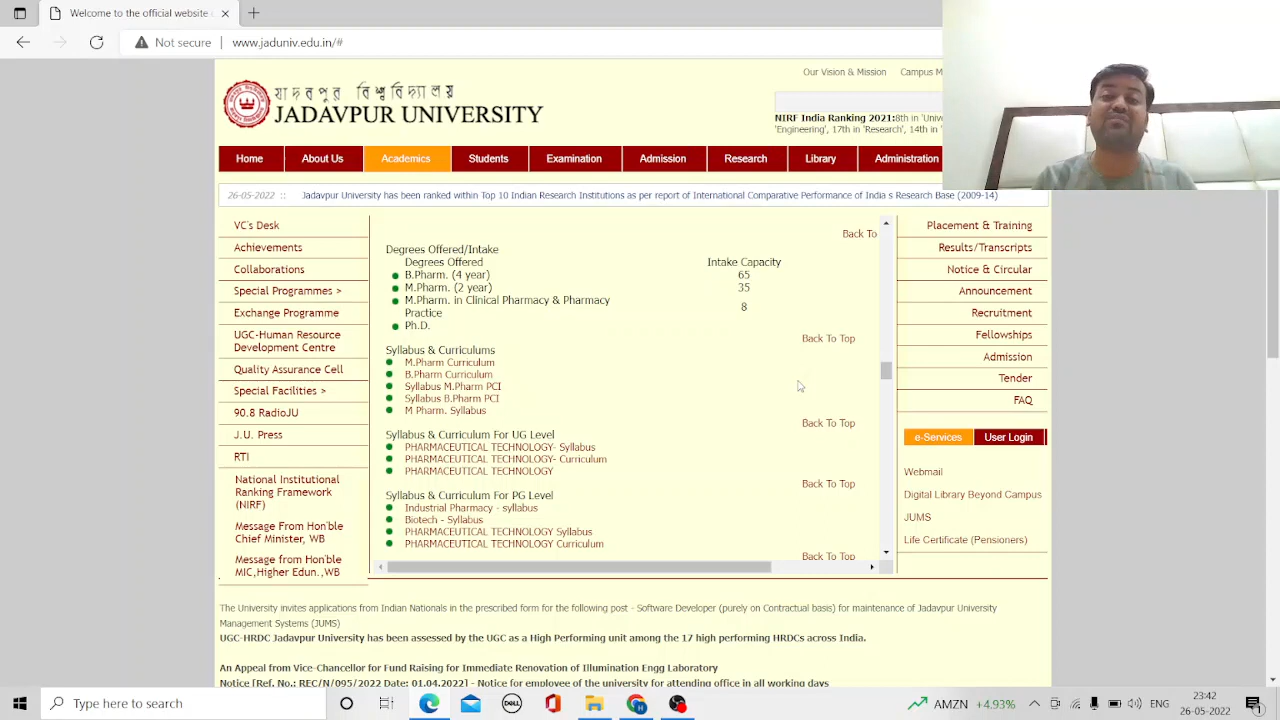 Official website of Jadavpur Univ
Not secure
www.jaduniv.edu.in/#
Our Vision & Mission
Campus M
যাদবপুর বিশ্ববিদ্যালয়
JADAVPUR UNIVERSITY
NIRF India Ranking 2021:8th in 'Univ
'Engineering', 17th in 'Research', 14th in '
Home About Us Academics Students Examination Admission Research Library Administration
26-05-2022 :: Jadavpur University has been ranked within Top 10 Indian Research Institutions as per report of International Comparative Performance of India s Research Base (2009-14)
VC's Desk
Achievements
Collaborations
Special Programmes >
Exchange Programme
UGC-Human Resource
Development Centre
Quality Assurance Cell
Special Facilities >
90.8 RadioJU
J.U. Press
RTI
National Institutional
Ranking Framework
(NIRF)
Message From Hon'ble
Chief Minister, WB
Message from Hon'ble
MIC,Higher Edun.,WB
Back To
Degrees Offered/Intake
Degrees Offered Intake Capacity
B.Pharm. (4 year) 65
M.Pharm. (2 year) 35
M.Pharm. in Clinical Pharmacy & Pharmacy
Practice 8
Ph.D.
Back To Top
Syllabus & Curriculums
M.Pharm Curriculum
B.Pharm Curriculum
Syllabus M.Pharm PCI
Syllabus B.Pharm PCI
M Pharm. Syllabus
Back To Top
Syllabus & Curriculum For UG Level
PHARMACEUTICAL TECHNOLOGY- Syllabus
PHARMACEUTICAL TECHNOLOGY- Curriculum
PHARMACEUTICAL TECHNOLOGY
Back To Top
Syllabus & Curriculum For PG Level
Industrial Pharmacy - syllabus
Biotech - Syllabus
PHARMACEUTICAL TECHNOLOGY Syllabus
PHARMACEUTICAL TECHNOLOGY Curriculum
Back To Top
Placement & Training
Results/Transcripts
Notice & Circular
Announcement
Recruitment
Fellowships
Admission
Tender
FAQ
e-Services User Login
Webmail
Digital Library Beyond Campus
JUMS
Life Certificate (Pensioners)
The University invites applications from Indian Nationals in the prescribed form for the following post - Software Developer (purely on Contractual basis) for maintenance of Jadavpur University
Management Systems (JUMS)
UGC-HRDC Jadavpur University has been assessed by the UGC as a High Performing unit among the 17 high performing HRDCs across India.
An Appeal from Vice-Chancellor for Fund Raising for Immediate Renovation of Illumination Engg Laboratory
Notice [Ref. No.: REC/N/095/2022 Date: 01.04.2022] - Notice for employee of the university for attending office in all working days
Type here to search
DELL
AMZN +4.93%
ENG
23:42
26-05-2022